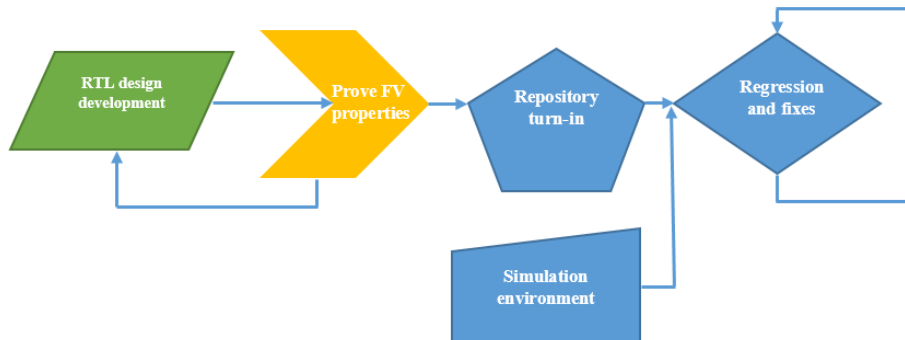 RTL design
development
Prove FV
properties
Repository
turn-in
Regression
and fixes
Simulation
environment